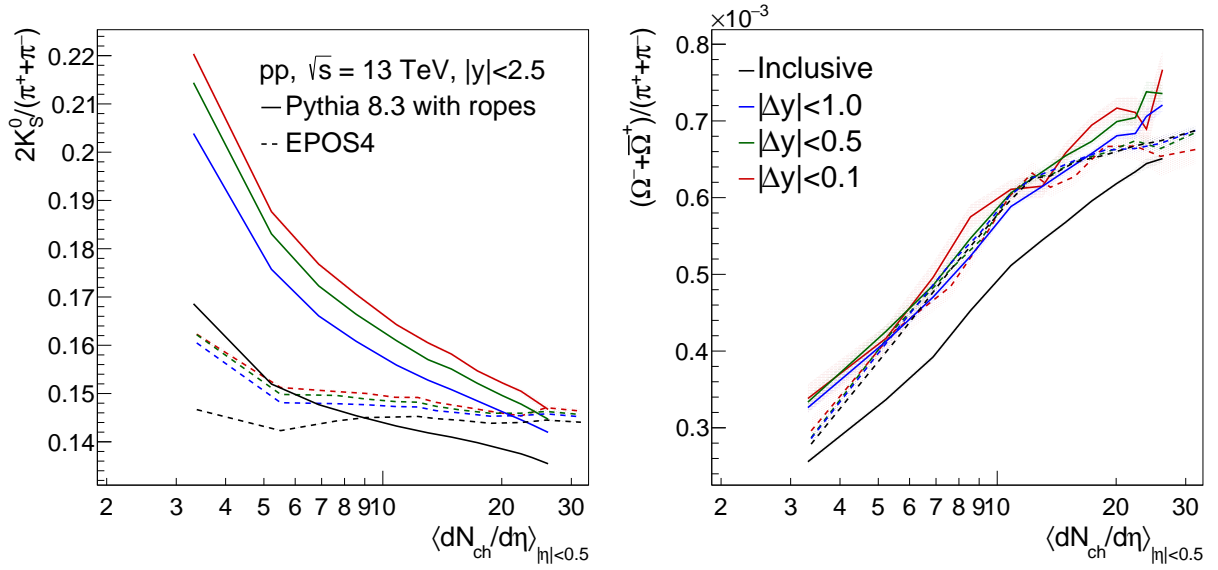 2K⁰_S/(π⁺+π⁻)
0.22
0.21
0.2
0.19
0.18
0.17
0.16
0.15
0.14
pp, √s = 13 TeV, |y|<2.5
Pythia 8.3 with ropes
EPOS4
2 3 4 5 6 7 8 9 10 20 30
⟨dN_ch/dη⟩_|η|<0.5
×10⁻³
(Ω⁻+Ω̅⁺)/(π⁺+π⁻)
0.8
0.7
0.6
0.5
0.4
0.3
Inclusive
|Δy|<1.0
|Δy|<0.5
|Δy|<0.1
2 3 4 5 6 7 8 9 10 20 30
⟨dN_ch/dη⟩_|η|<0.5